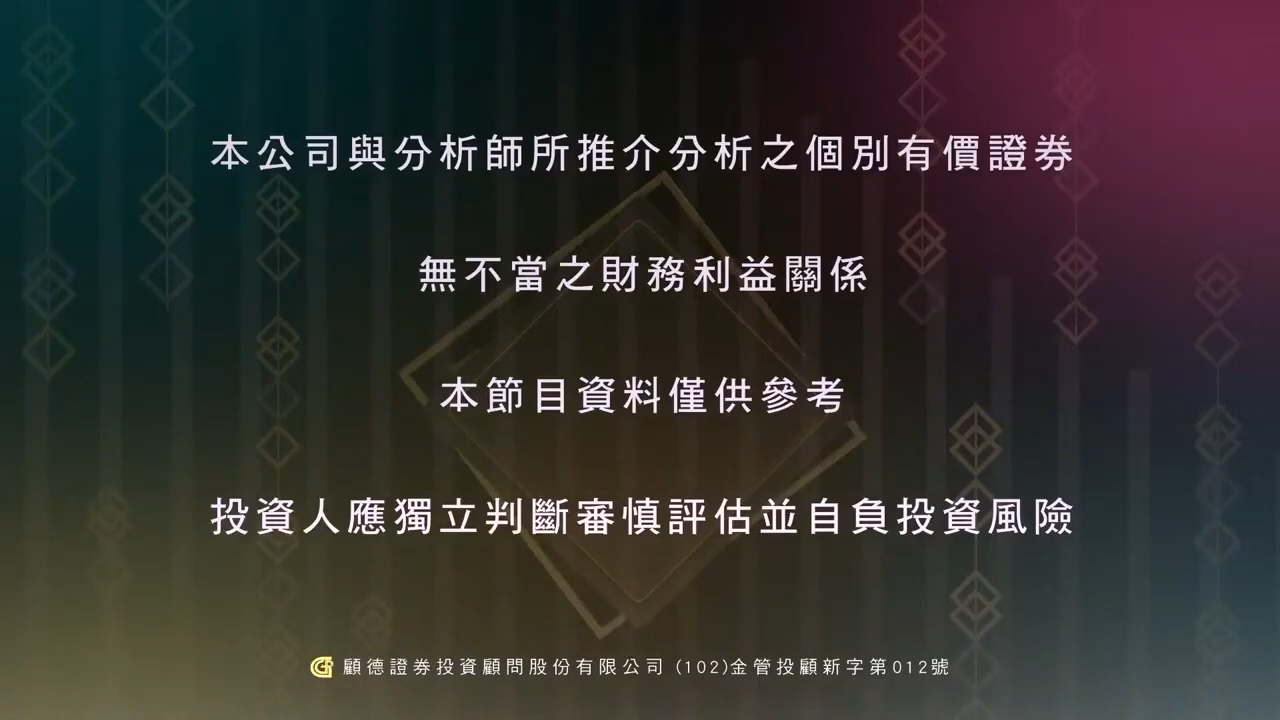 本公司與分析師所推介分析之個別有價證券
無不當之財務利益關係
本節目資料僅供參考
投資人應獨立判斷審慎評估並自負投資風險
顧德證券投資顧問股份有限公司 (102)金管投顧新字第012號